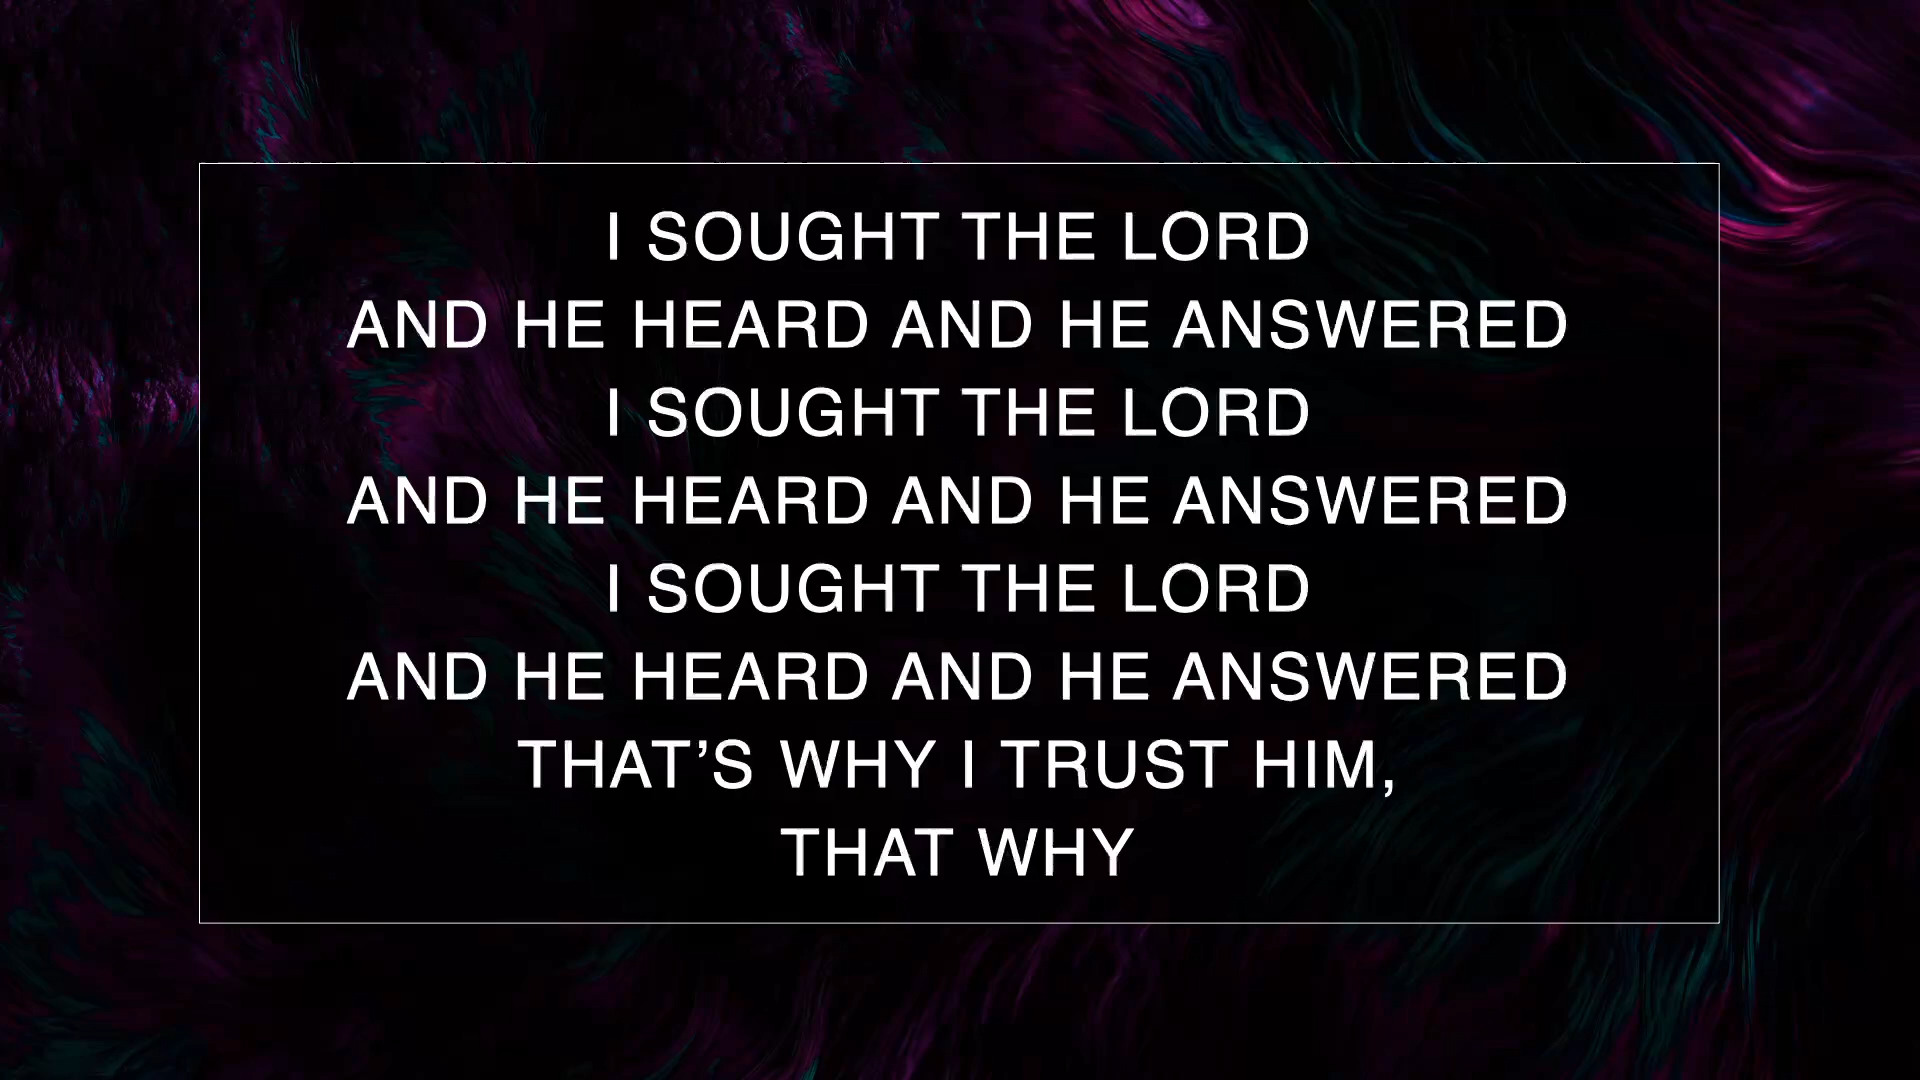 I SOUGHT THE LORD
AND HE HEARD AND HE ANSWERED
I SOUGHT THE LORD
AND HE HEARD AND HE ANSWERED
I SOUGHT THE LORD
AND HE HEARD AND HE ANSWERED
THAT’S WHY I TRUST HIM,
THAT WHY